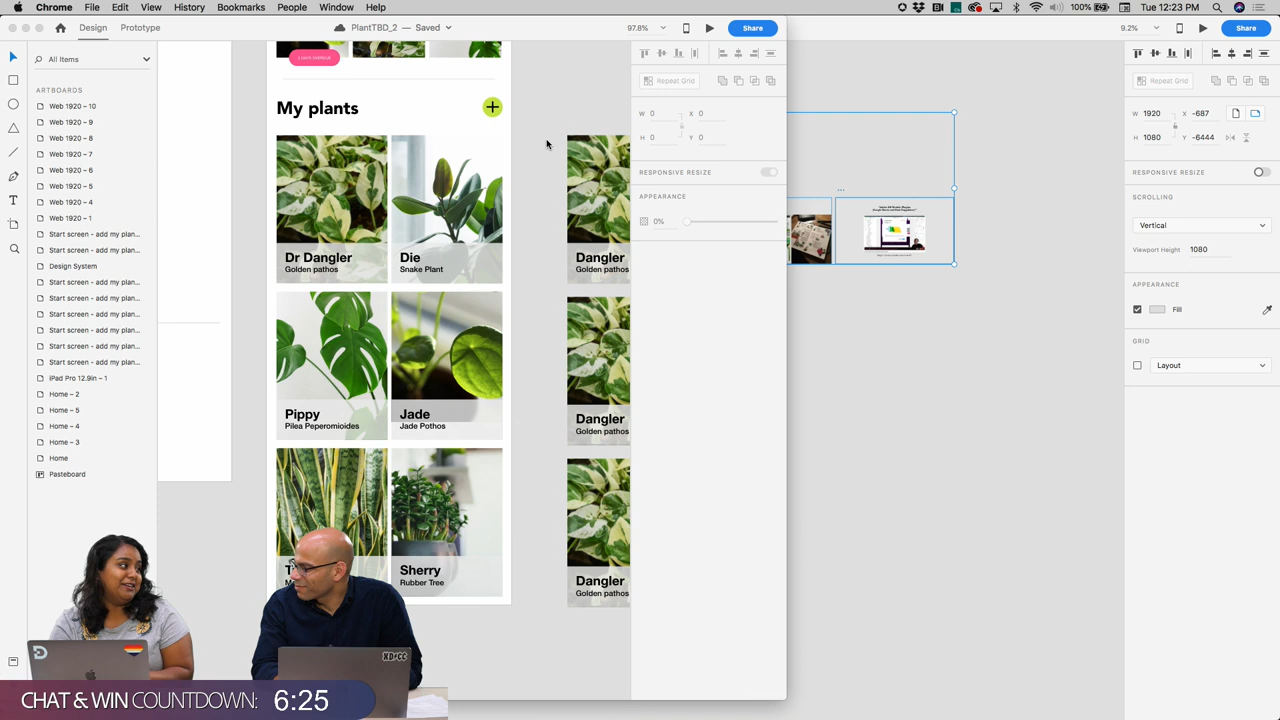 Chrome File Edit View History Bookmarks People Window Help
Tue 12:23 PM
Design Prototype
PlantTBD_2 — Saved
97.8%
Share
9.2%
Share
All Items
ARTBOARDS
Web 1920 – 10
Web 1920 – 9
Web 1920 – 8
Web 1920 – 7
Web 1920 – 6
Web 1920 – 5
Web 1920 – 4
Web 1920 – 1
Start screen - add my plan...
Start screen - add my plan...
Design System
Start screen - add my plan...
Start screen - add my plan...
Start screen - add my plan...
Start screen - add my plan...
Start screen - add my plan...
Start screen - add my plan...
iPad Pro 12.9in – 1
Home – 2
Home – 5
Home – 4
Home – 3
Home
Pasteboard
My plants
Dr Dangler
Golden pathos
Die
Snake Plant
Pippy
Pilea Peperomioides
Jade
Jade Pothos
Sherry
Rubber Tree
Dangler
Golden pathos
Dangler
Golden pathos
Dangler
Golden pathos
Repeat Grid
W 0 X 0
H 0 Y 0
RESPONSIVE RESIZE
APPEARANCE
0%
Repeat Grid
W 1920 X -687
H 1080 Y -6444
RESPONSIVE RESIZE
SCROLLING
Vertical
Viewport Height 1080
APPEARANCE
Fill
GRID
Layout
CHAT & WIN COUNTDOWN: 6:25